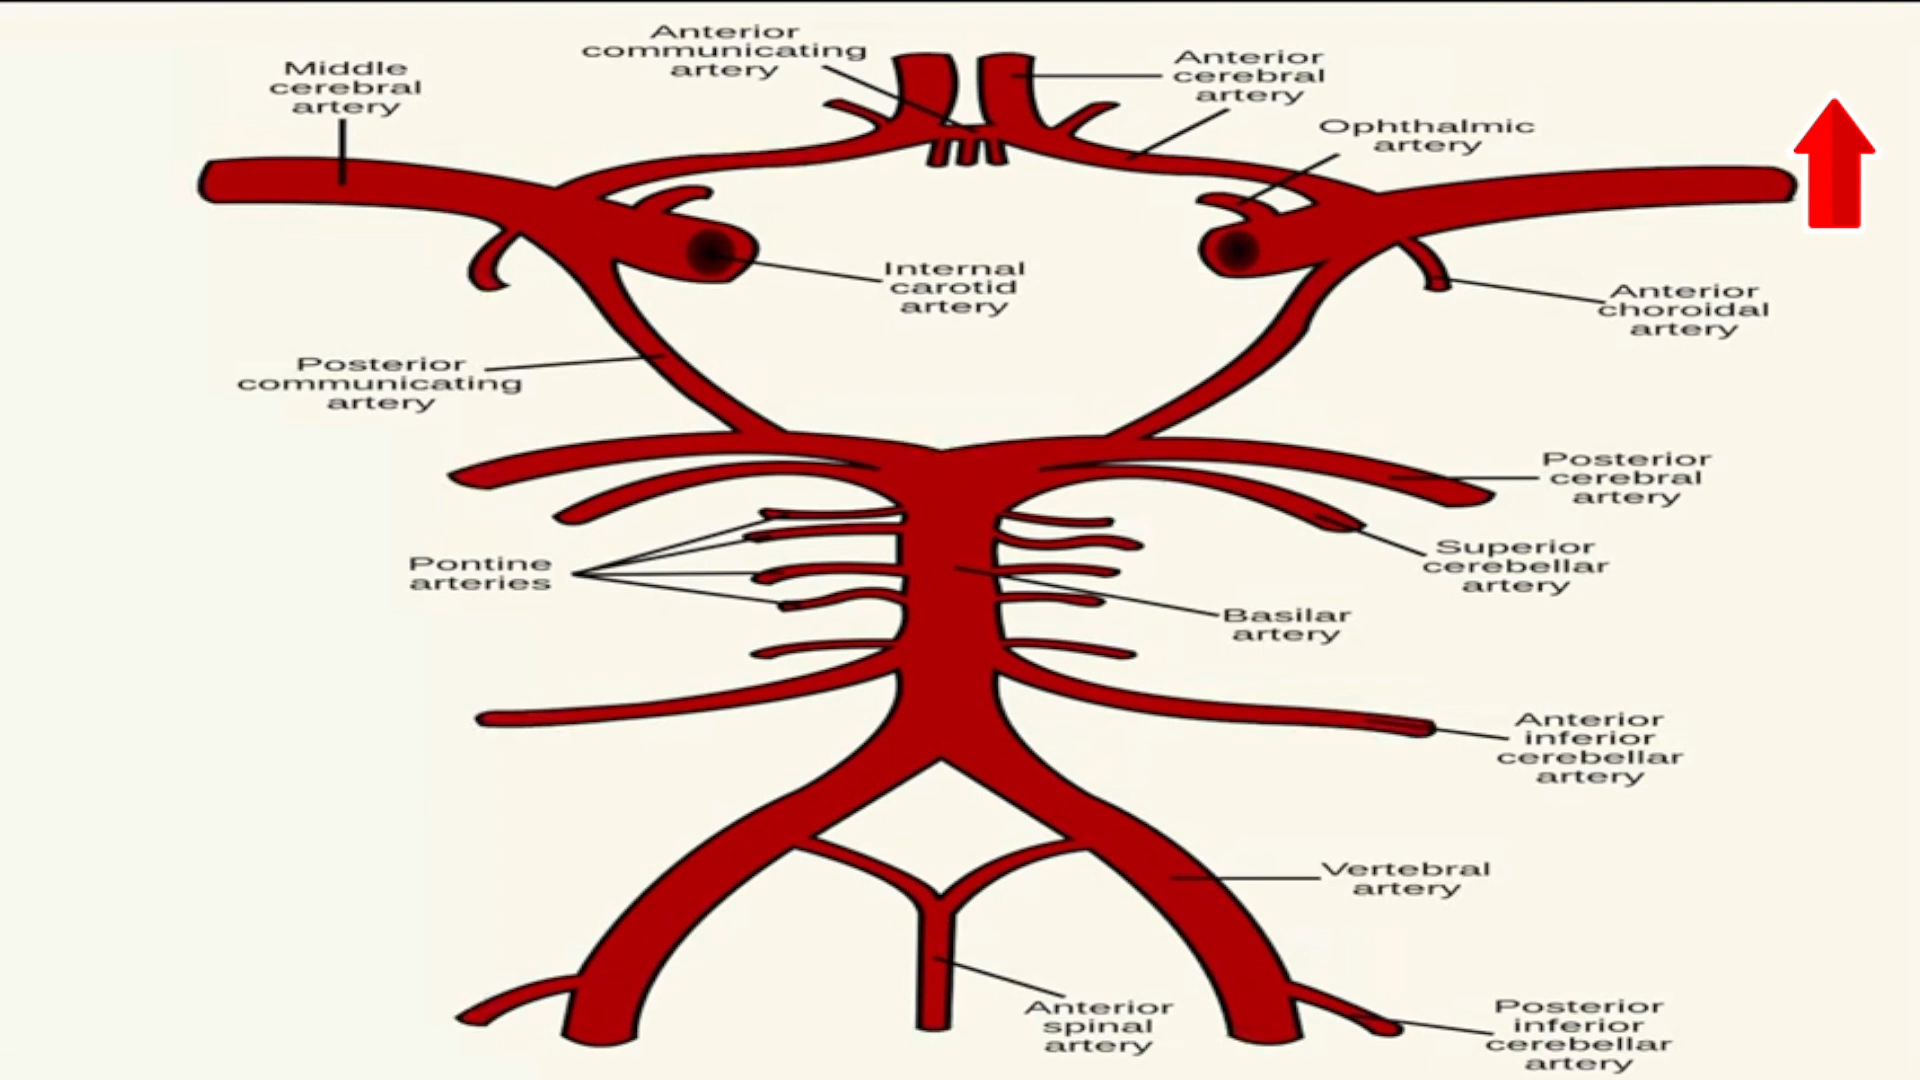 Anterior
communicating
artery
Middle
cerebral
artery
Anterior
cerebral
artery
Ophthalmic
artery
Internal
carotid
artery
Anterior
choroidal
artery
Posterior
communicating
artery
Posterior
cerebral
artery
Superior
cerebellar
artery
Pontine
arteries
Basilar
artery
Anterior
inferior
cerebellar
artery
Vertebral
artery
Anterior
spinal
artery
Posterior
inferior
cerebellar
artery